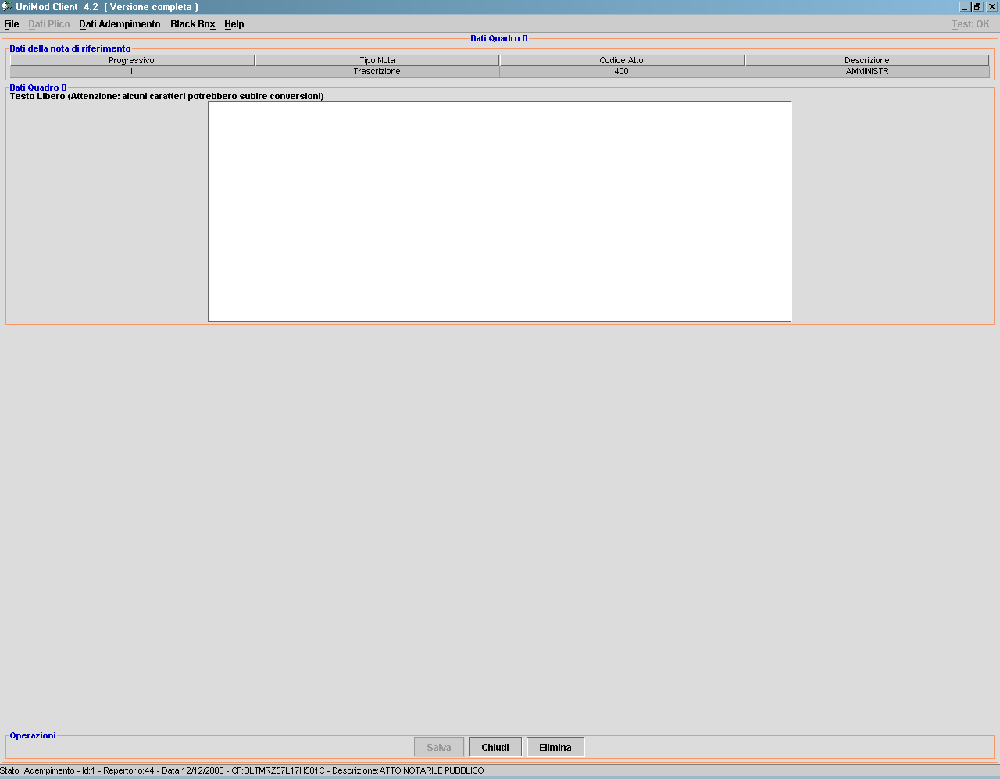 UniMod Client 4.2 ( Versione completa )
File Dati Plico Dati Adempimento Black Box Help Test: OK
Dati Quadro D
Dati della nota di riferimento
Progressivo Tipo Nota Codice Atto Descrizione
1 Trascrizione 400 AMMINISTR
Dati Quadro D
Testo Libero (Attenzione: alcuni caratteri potrebbero subire conversioni)
Operazioni
Salva Chiudi Elimina
Stato: Adempimento - Id:1 - Repertorio:44 - Data:12/12/2000 - CF:BLTMRZ57L17H501C - Descrizione:ATTO NOTARILE PUBBLICO